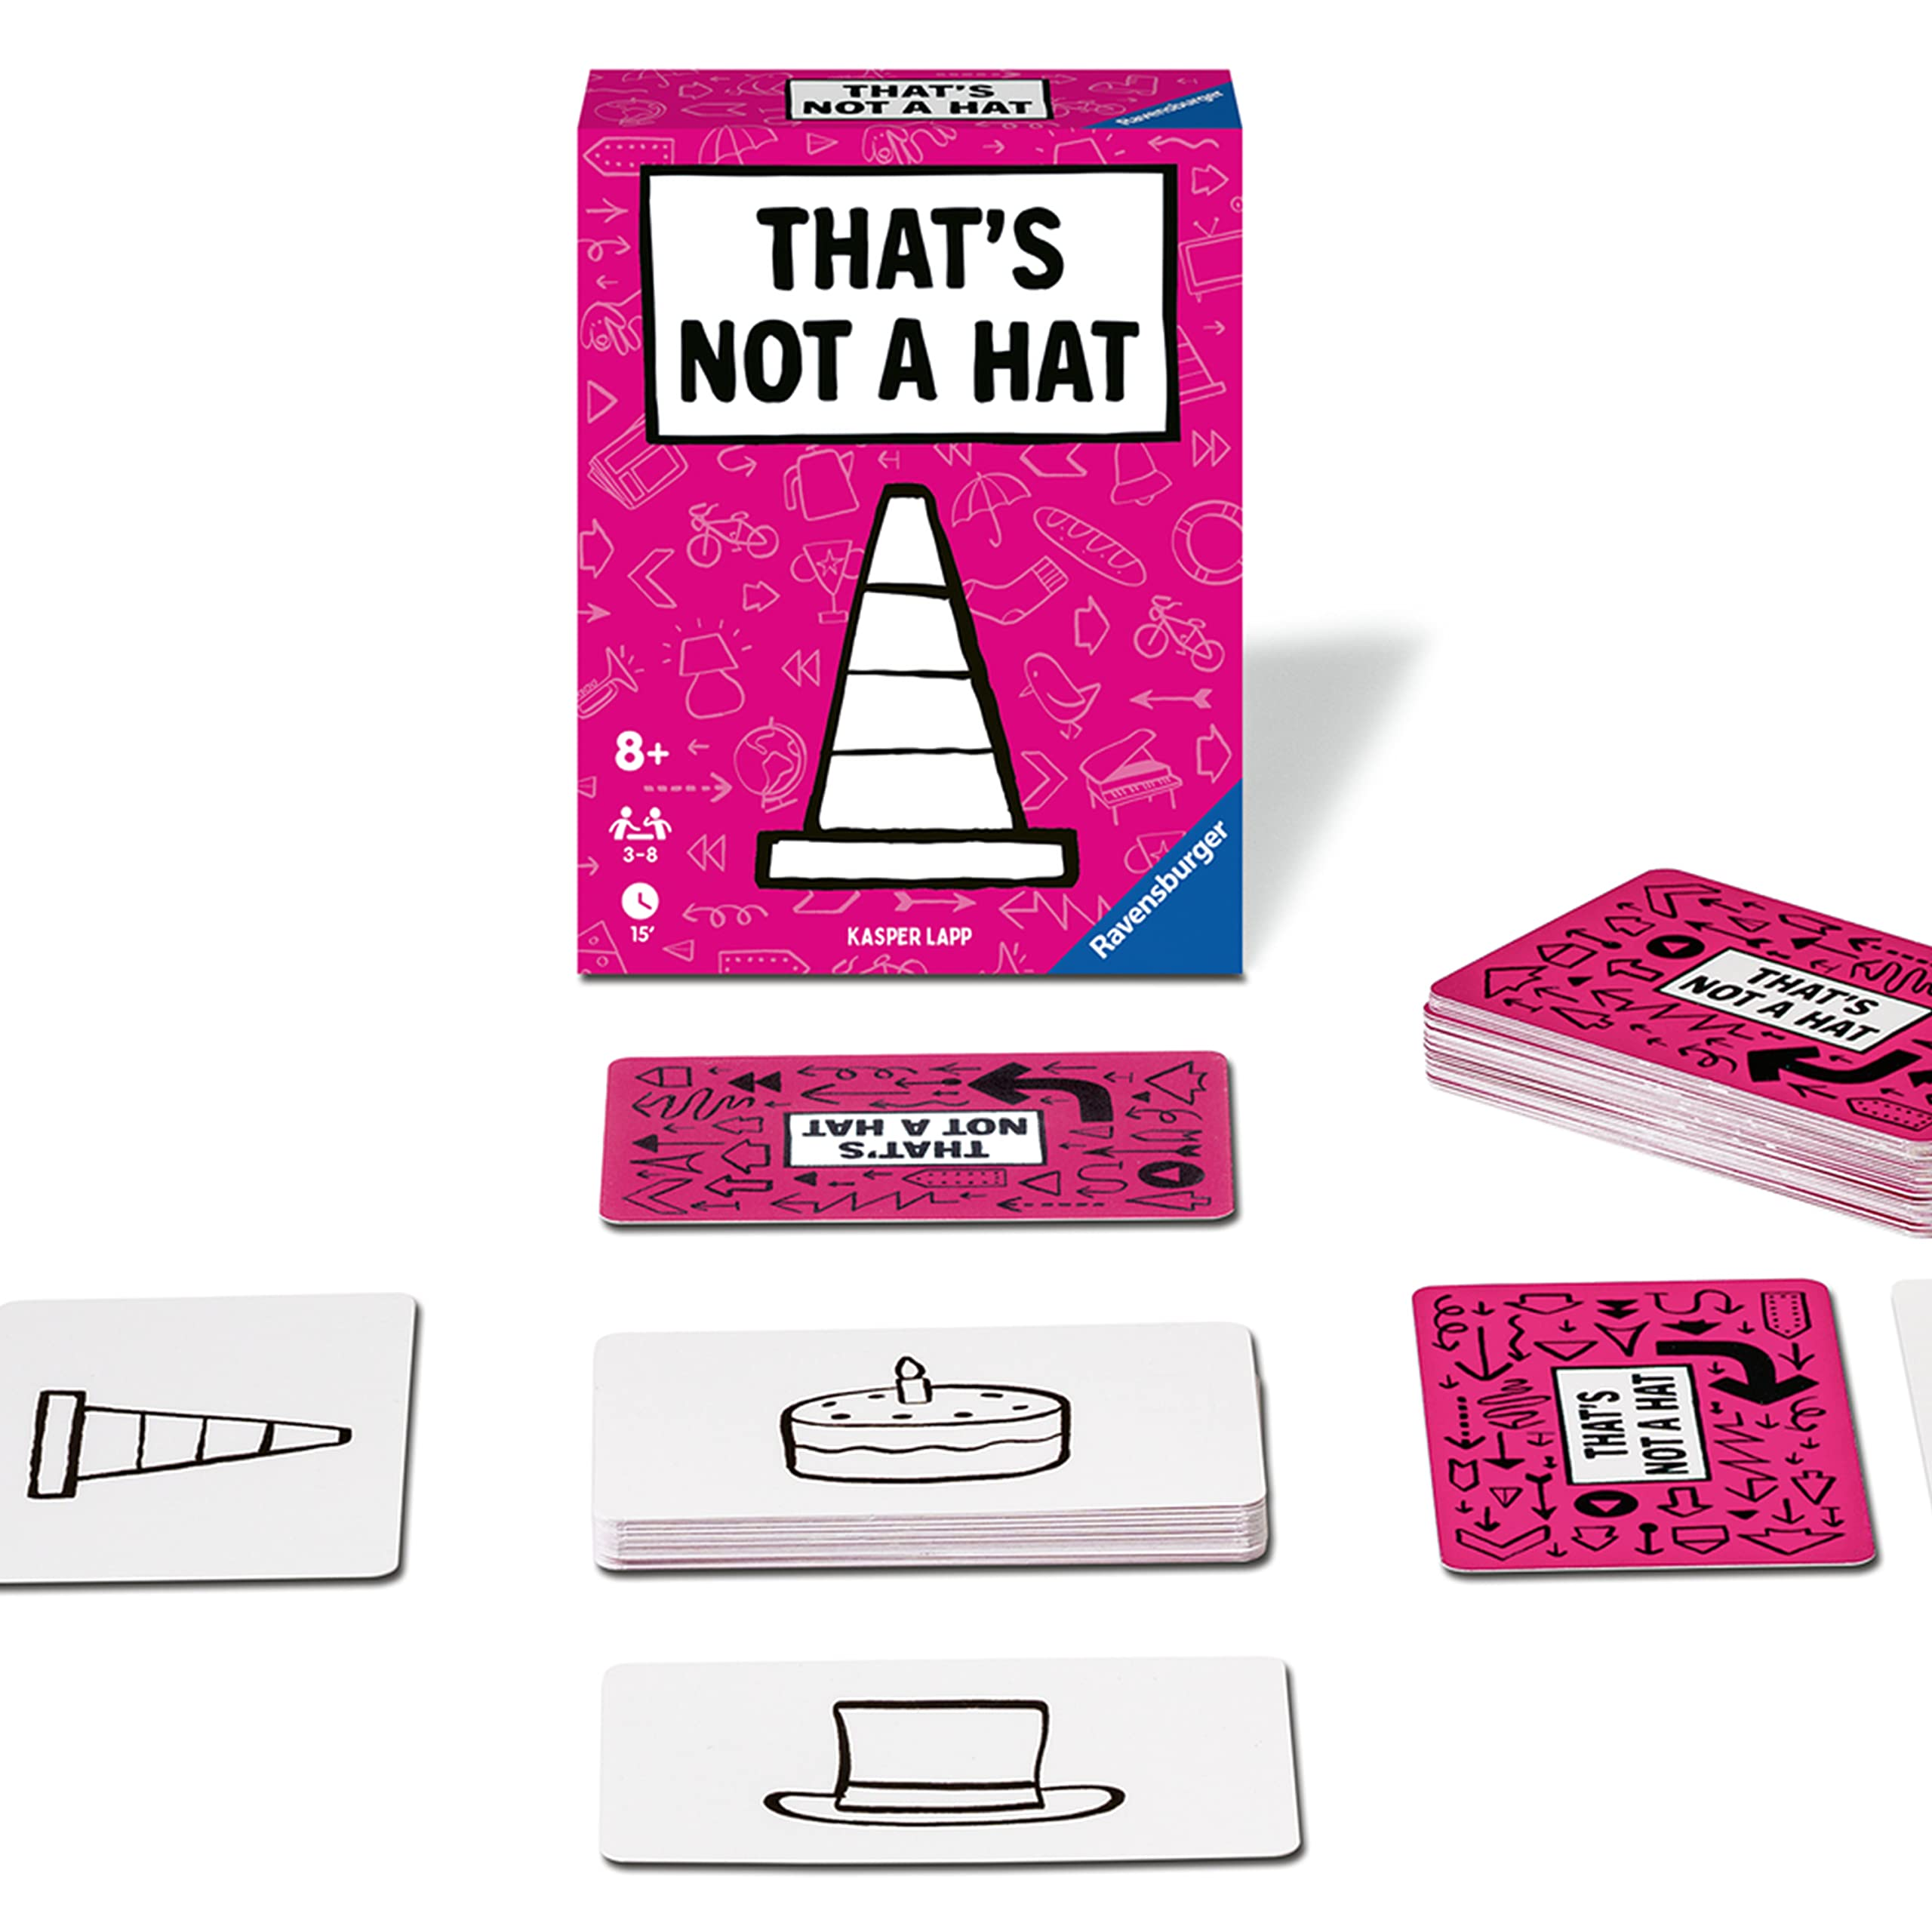 THAT'S
NOT A HAT
Ravensburger
THAT'S
NOT A HAT
8+
3-8
15'
KASPER LAPP
Ravensburger
THAT'S
NOT A HAT
THAT'S
NOT A HAT
THAT'S
NOT A HAT